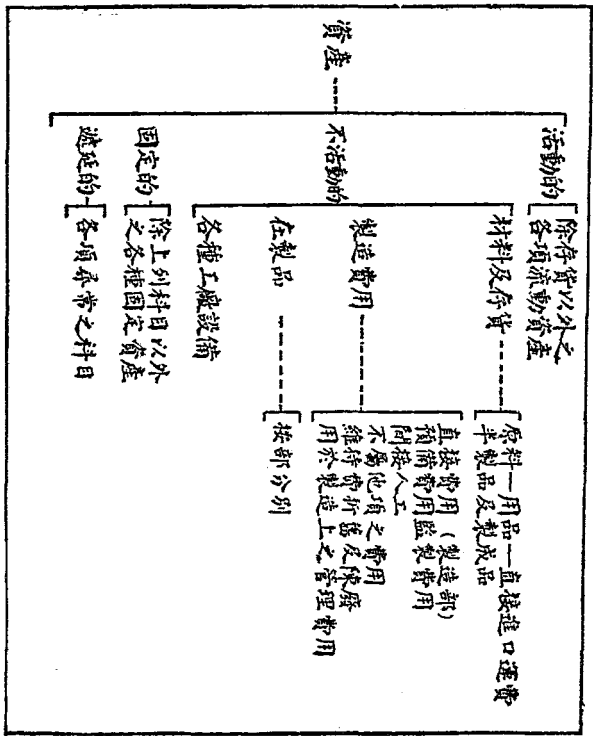 資產
活動的
除存貨以外之
各項流動資產
不活動的
材料及存貨
原料—用品—直接進口運費
半製品及製成品
製造費用
直接費用（製造部）
預備費用監製費用
間接人工
不屬他項之費用
維持費折舊及陳廢
用於製造上之管理費用
在製品
按部分別
各種工廠設備
固定的
除上列科目以外
之各種固定資產
遞延的
各項尋常之科目